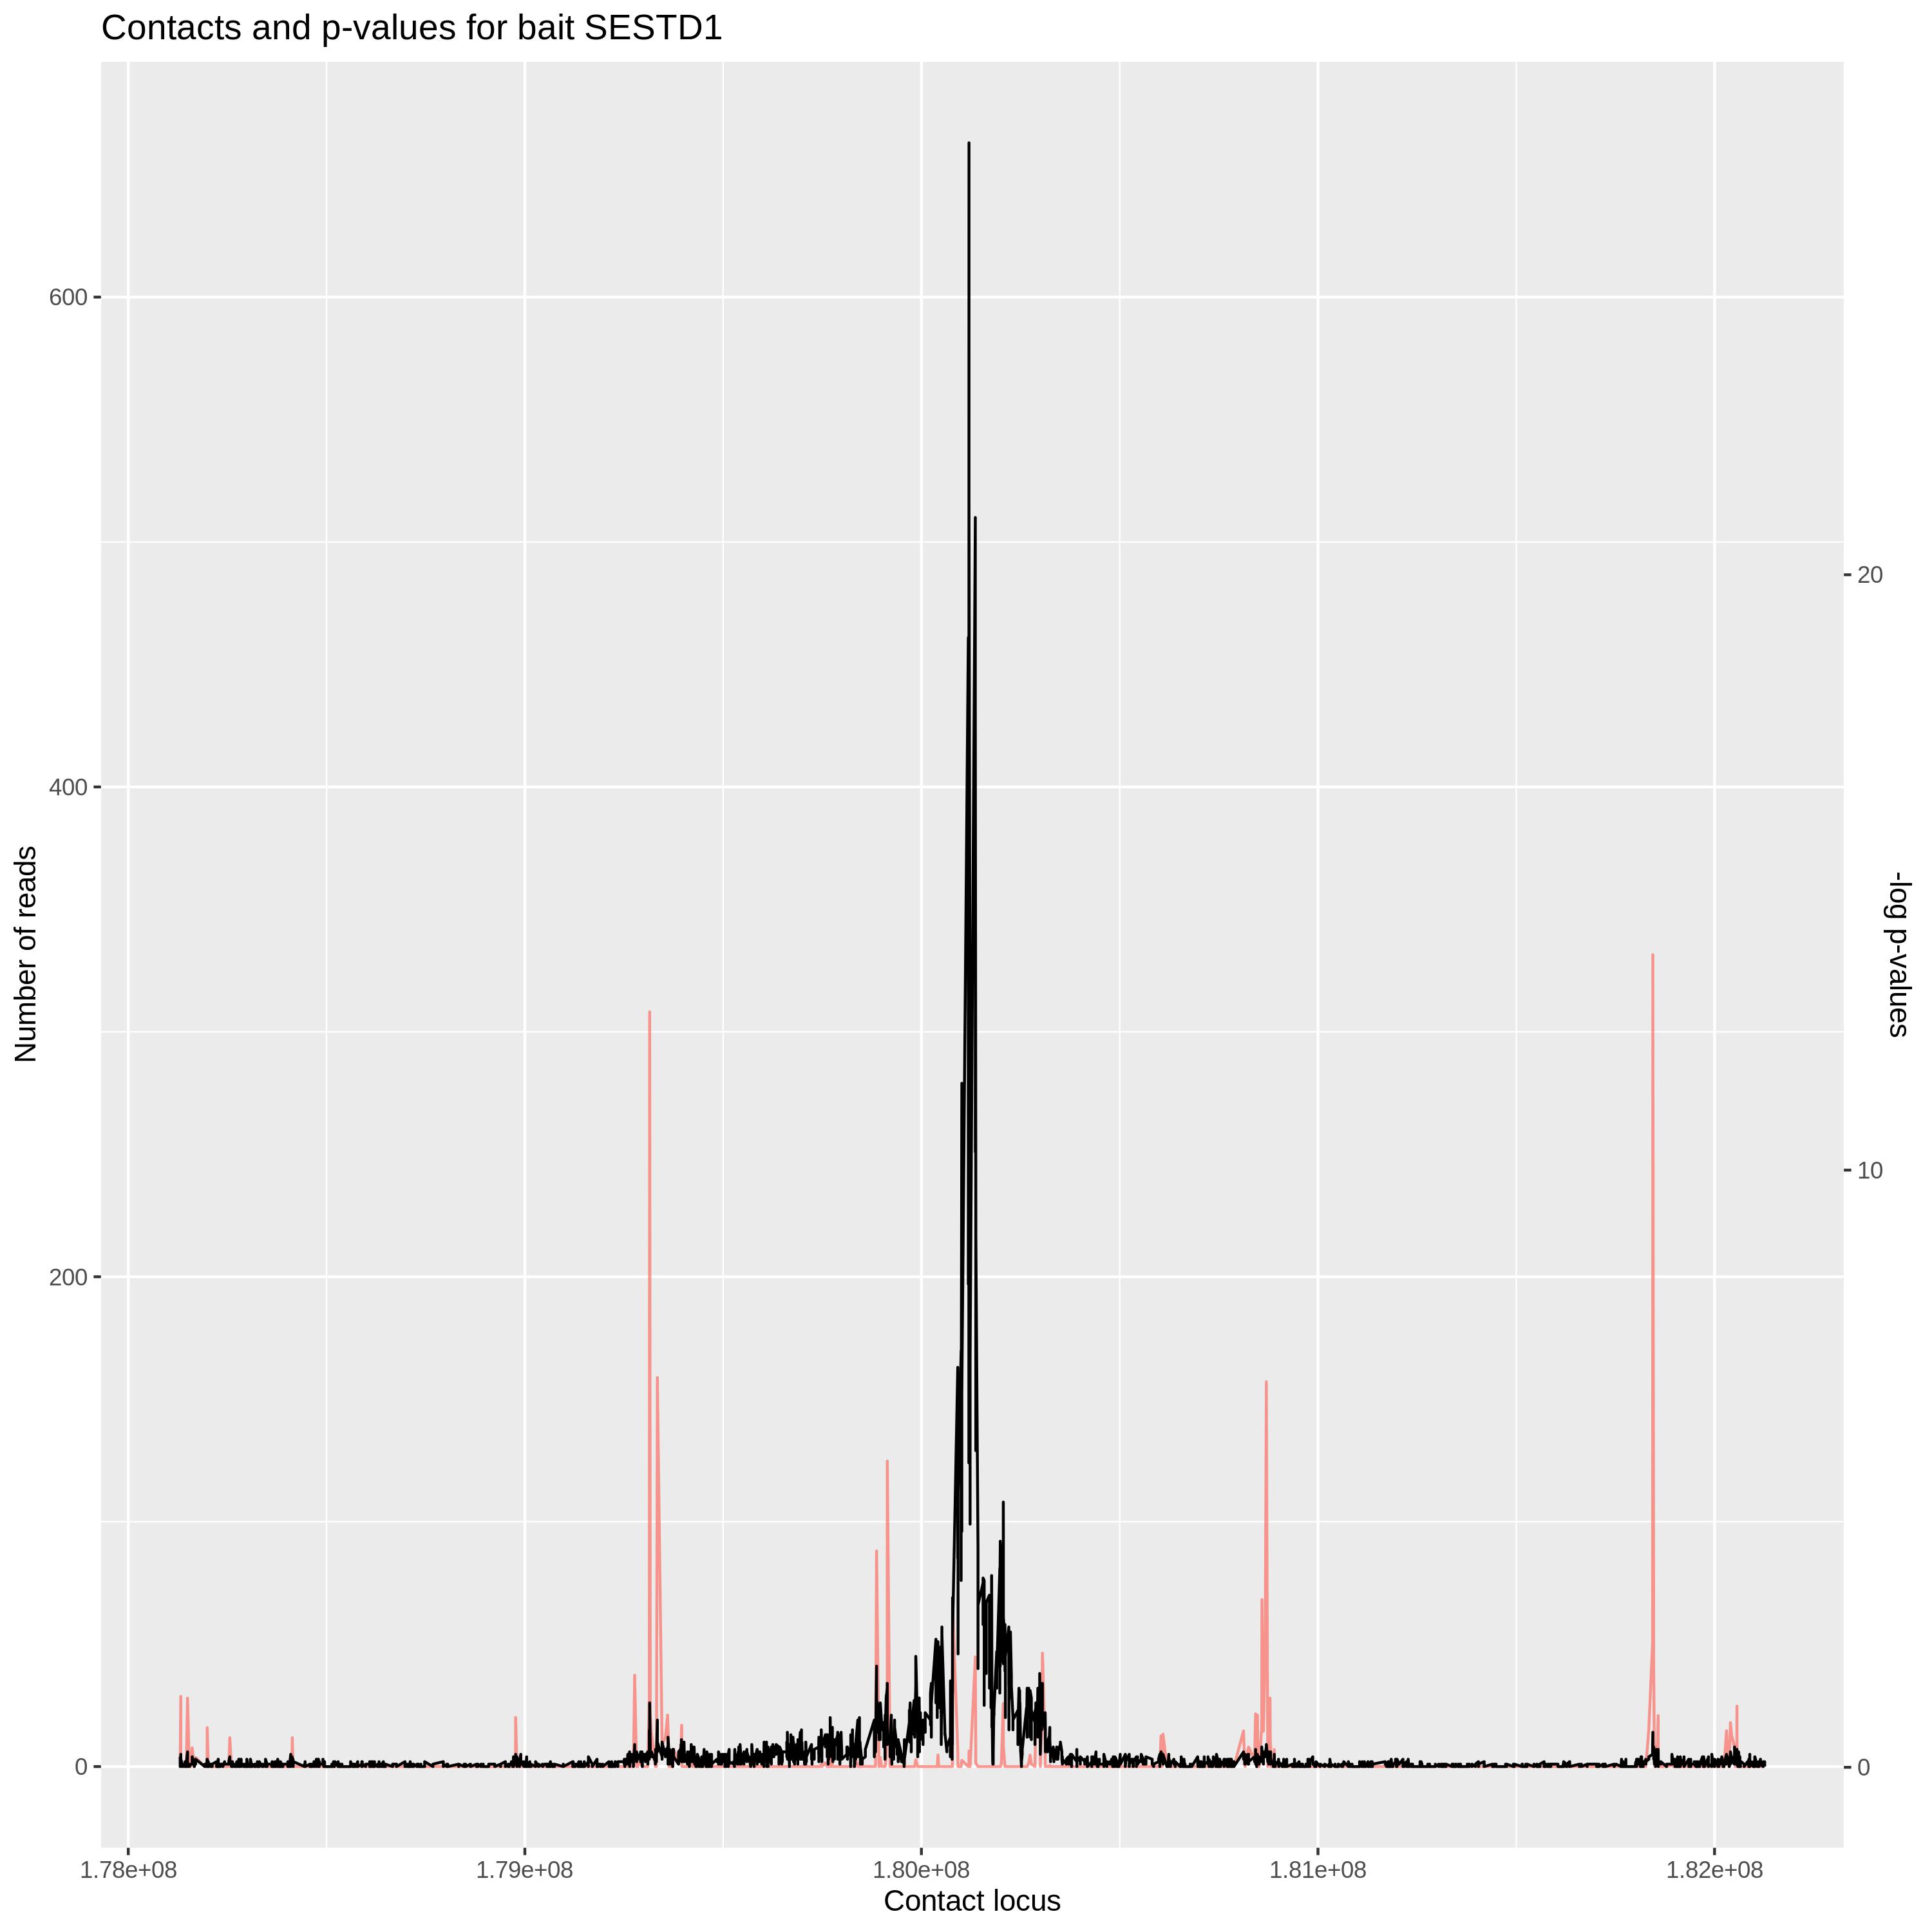 Contacts and p-values for bait SESTD1
600
400
200
0
Number of reads
20
10
0
-log p-values
1.78e+08
1.79e+08
1.80e+08
1.81e+08
1.82e+08
Contact locus